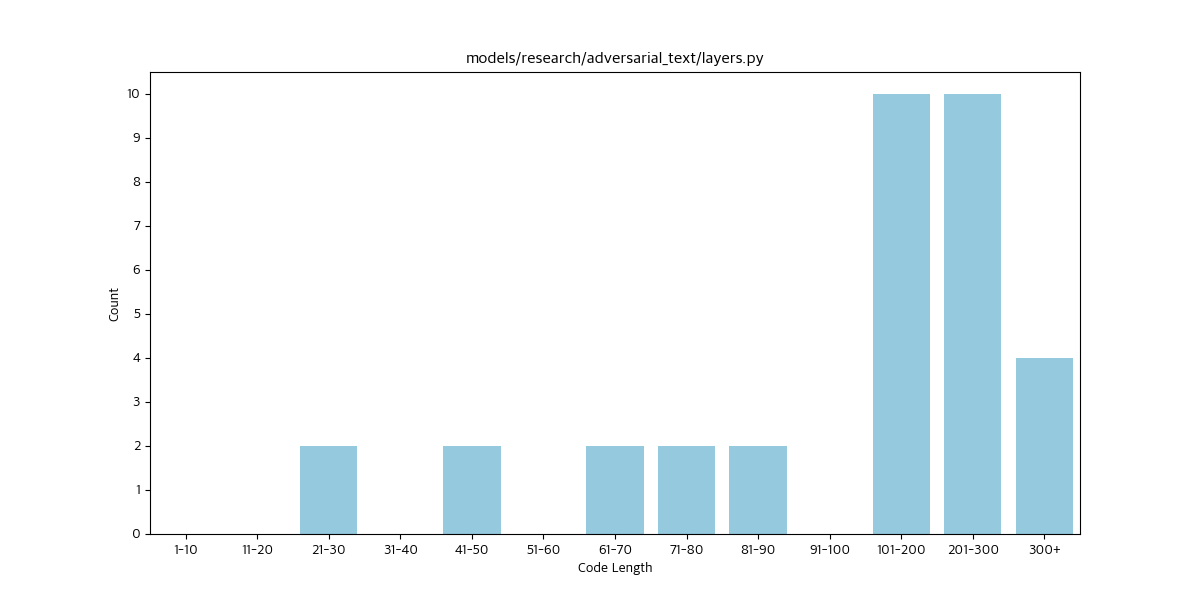 models/research/adversarial_text/layers.py
10
9
8
7
6
5
4
3
2
1
0
Count
1-10 11-20 21-30 31-40 41-50 51-60 61-70 71-80 81-90 91-100 101-200 201-300 300+
Code Length